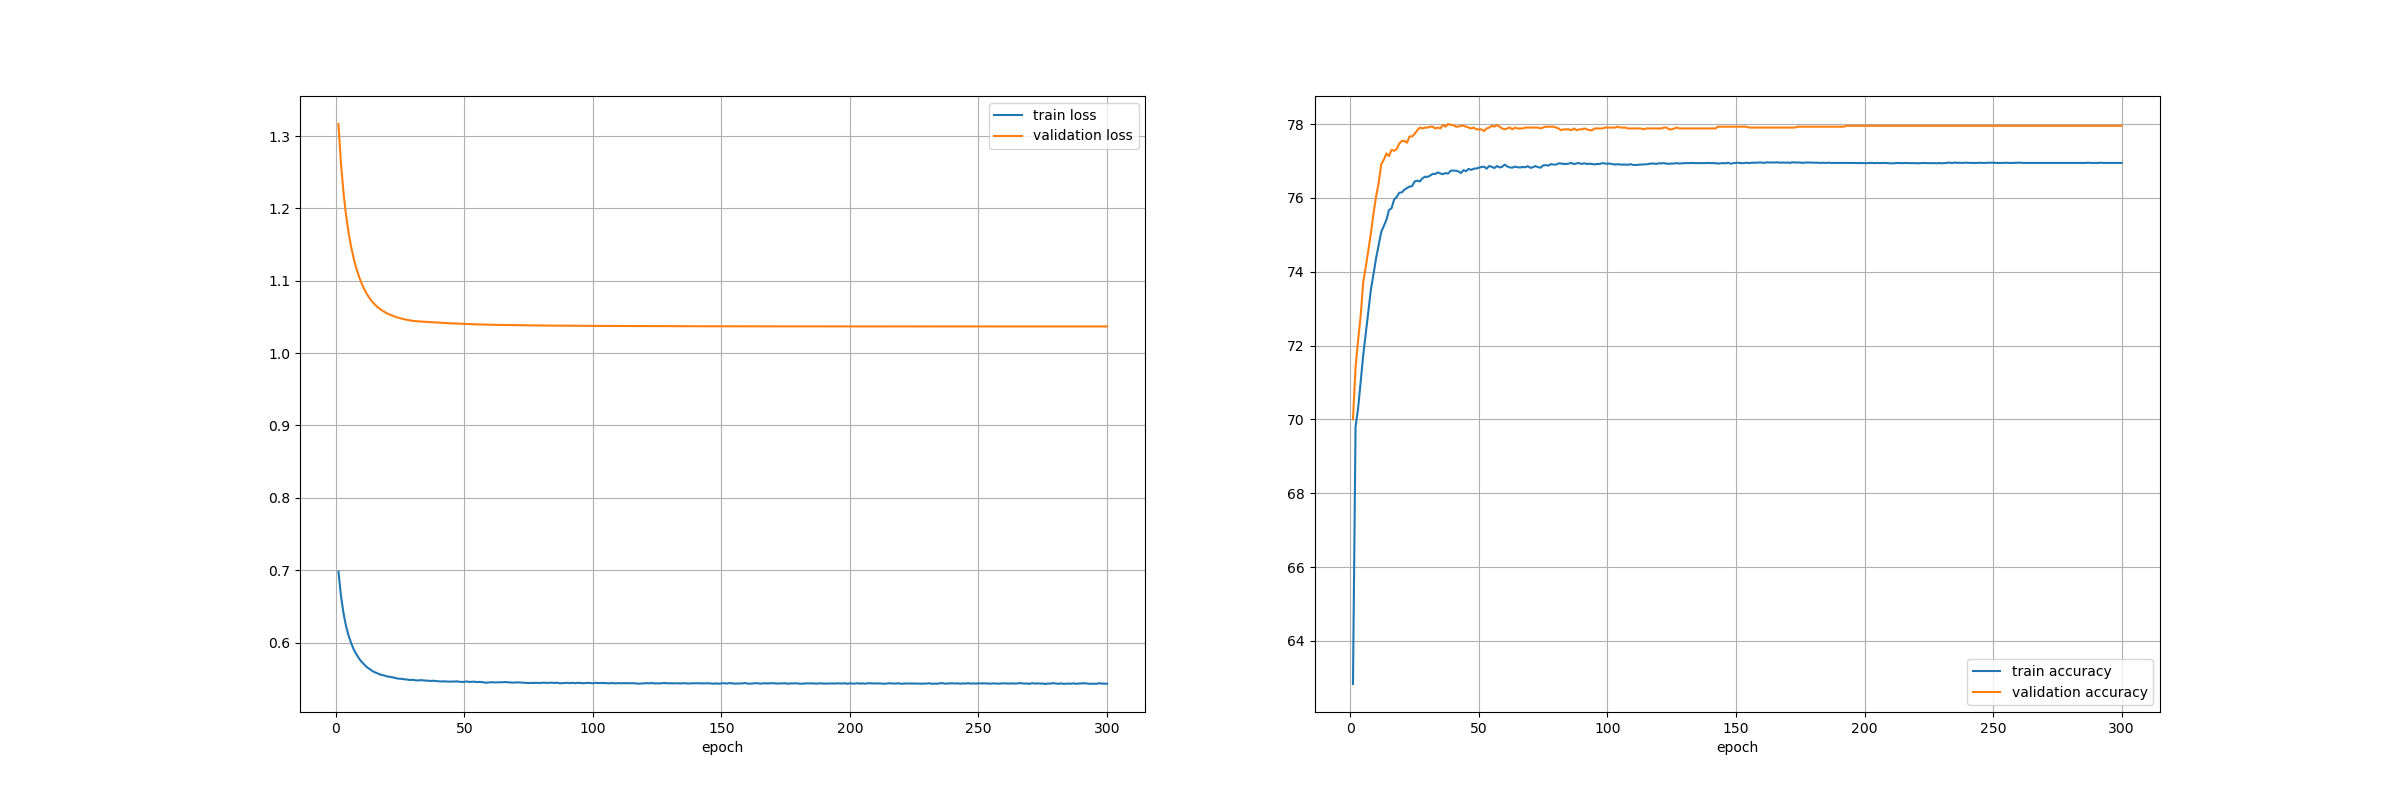 train loss
validation loss
1.3
1.2
1.1
1.0
0.9
0.8
0.7
0.6
0 50 100 150 200 250 300
epoch
78
76
74
72
70
68
66
64
train accuracy
validation accuracy
0 50 100 150 200 250 300
epoch